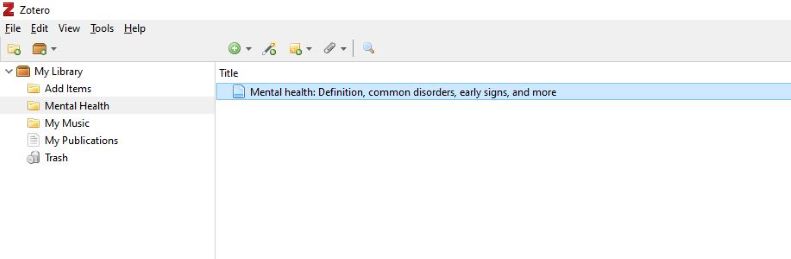 Zotero
File Edit View Tools Help
Title
My Library
Add Items
Mental Health
My Music
My Publications
Trash
Mental health: Definition, common disorders, early signs, and more